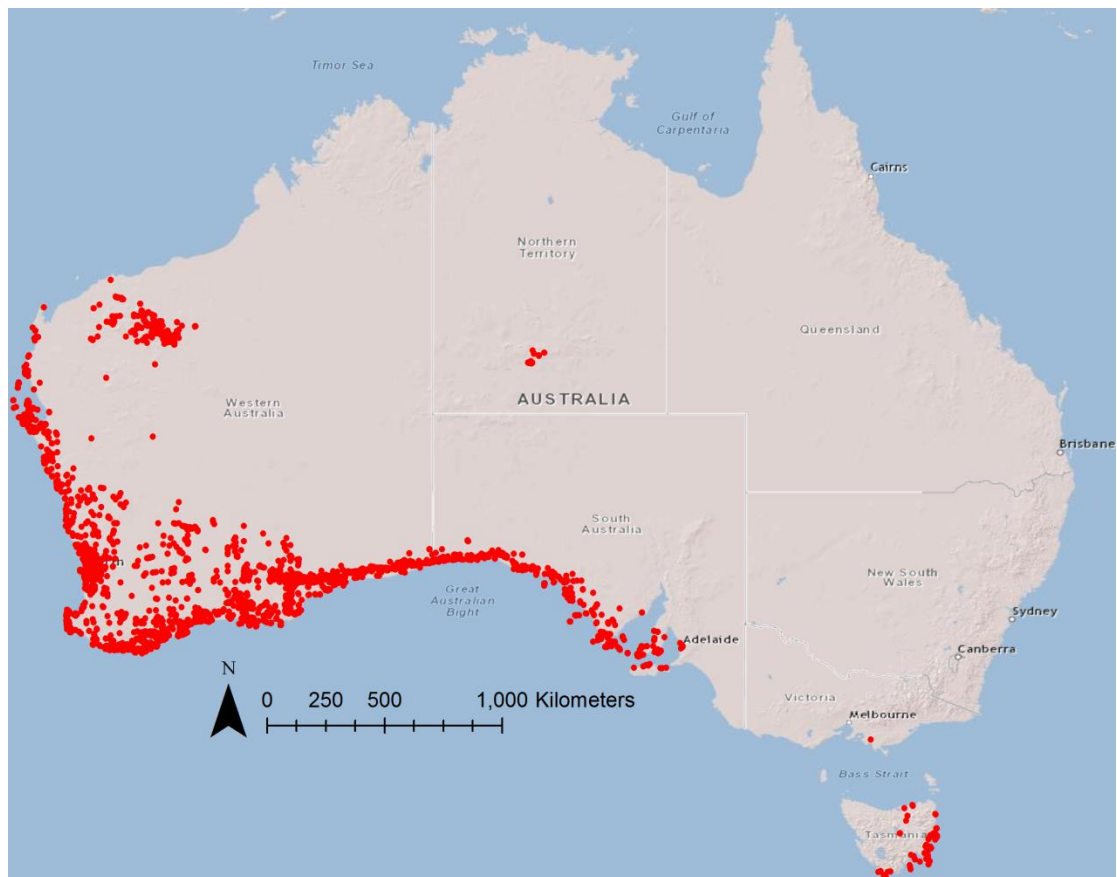 Timor Sea
Gulf of
Carpentaria
Cairns
Northern
Territory
Queensland
Western
Australia
AUSTRALIA
Brisbane
South
Australia
New South
Wales
Great
Australian
Bight
Sydney
Adelaide
Canberra
N
0 250 500 1,000 Kilometers
Victoria
Melbourne
Bass Strait
Tasmania